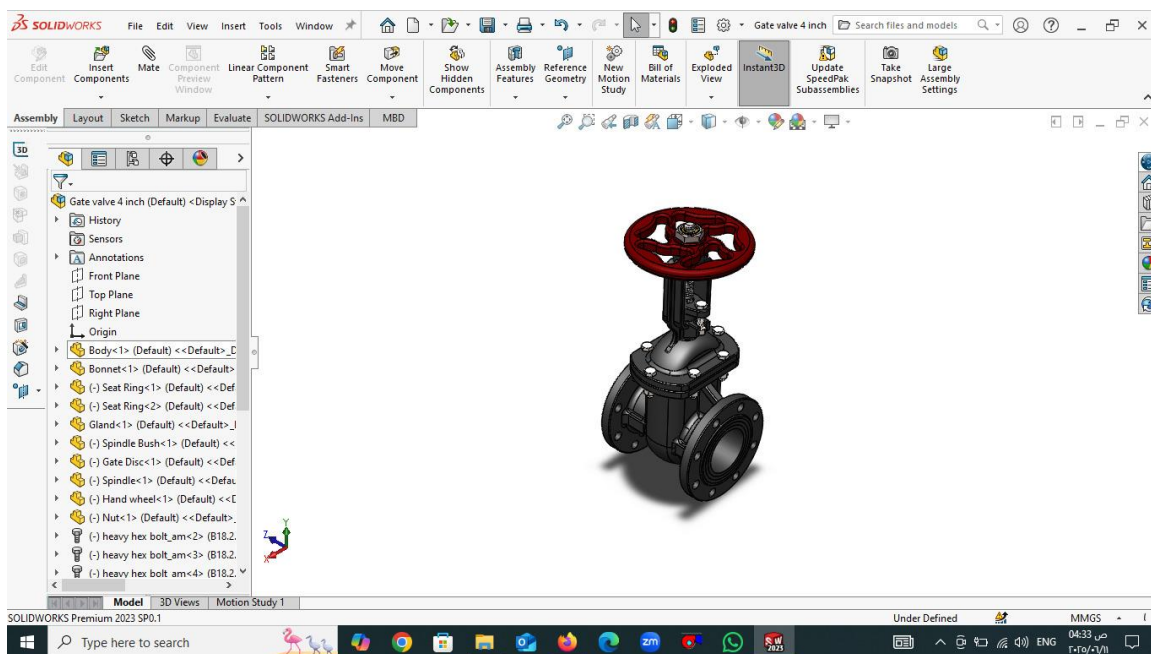 SOLIDWORKS File Edit View Insert Tools Window Gate valve 4 inch Search files and models
Edit Component
Insert Components
Mate
Component Preview Window
Linear Component Pattern
Smart Fasteners
Move Component
Show Hidden Components
Assembly Features
Reference Geometry
New Motion Study
Bill of Materials
Exploded View
Instant3D
Update SpeedPak Subassemblies
Take Snapshot
Large Assembly Settings
Assembly Layout Sketch Markup Evaluate SOLIDWORKS Add-Ins MBD
Gate valve 4 inch (Default) <Display S
History
Sensors
Annotations
Front Plane
Top Plane
Right Plane
Origin
Body<1> (Default) <<Default>_D
Bonnet<1> (Default) <<Default>
(-) Seat Ring<1> (Default) <<Def
(-) Seat Ring<2> (Default) <<Def
Gland<1> (Default) <<Default>_
(-) Spindle Bush<1> (Default) <<
(-) Gate Disc<1> (Default) <<Def
(-) Spindle<1> (Default) <<Defau
(-) Hand wheel<1> (Default) <<D
(-) Nut<1> (Default) <<Default>_
(-) heavy hex bolt_am<2> (B18.2.
(-) heavy hex bolt_am<3> (B18.2.
(-) heavy hex bolt_am<4> (B18.2.
Y
Z
X
Model 3D Views Motion Study 1
SOLIDWORKS Premium 2023 SP0.1 Under Defined MMGS
Type here to search ENG 04:33 ص